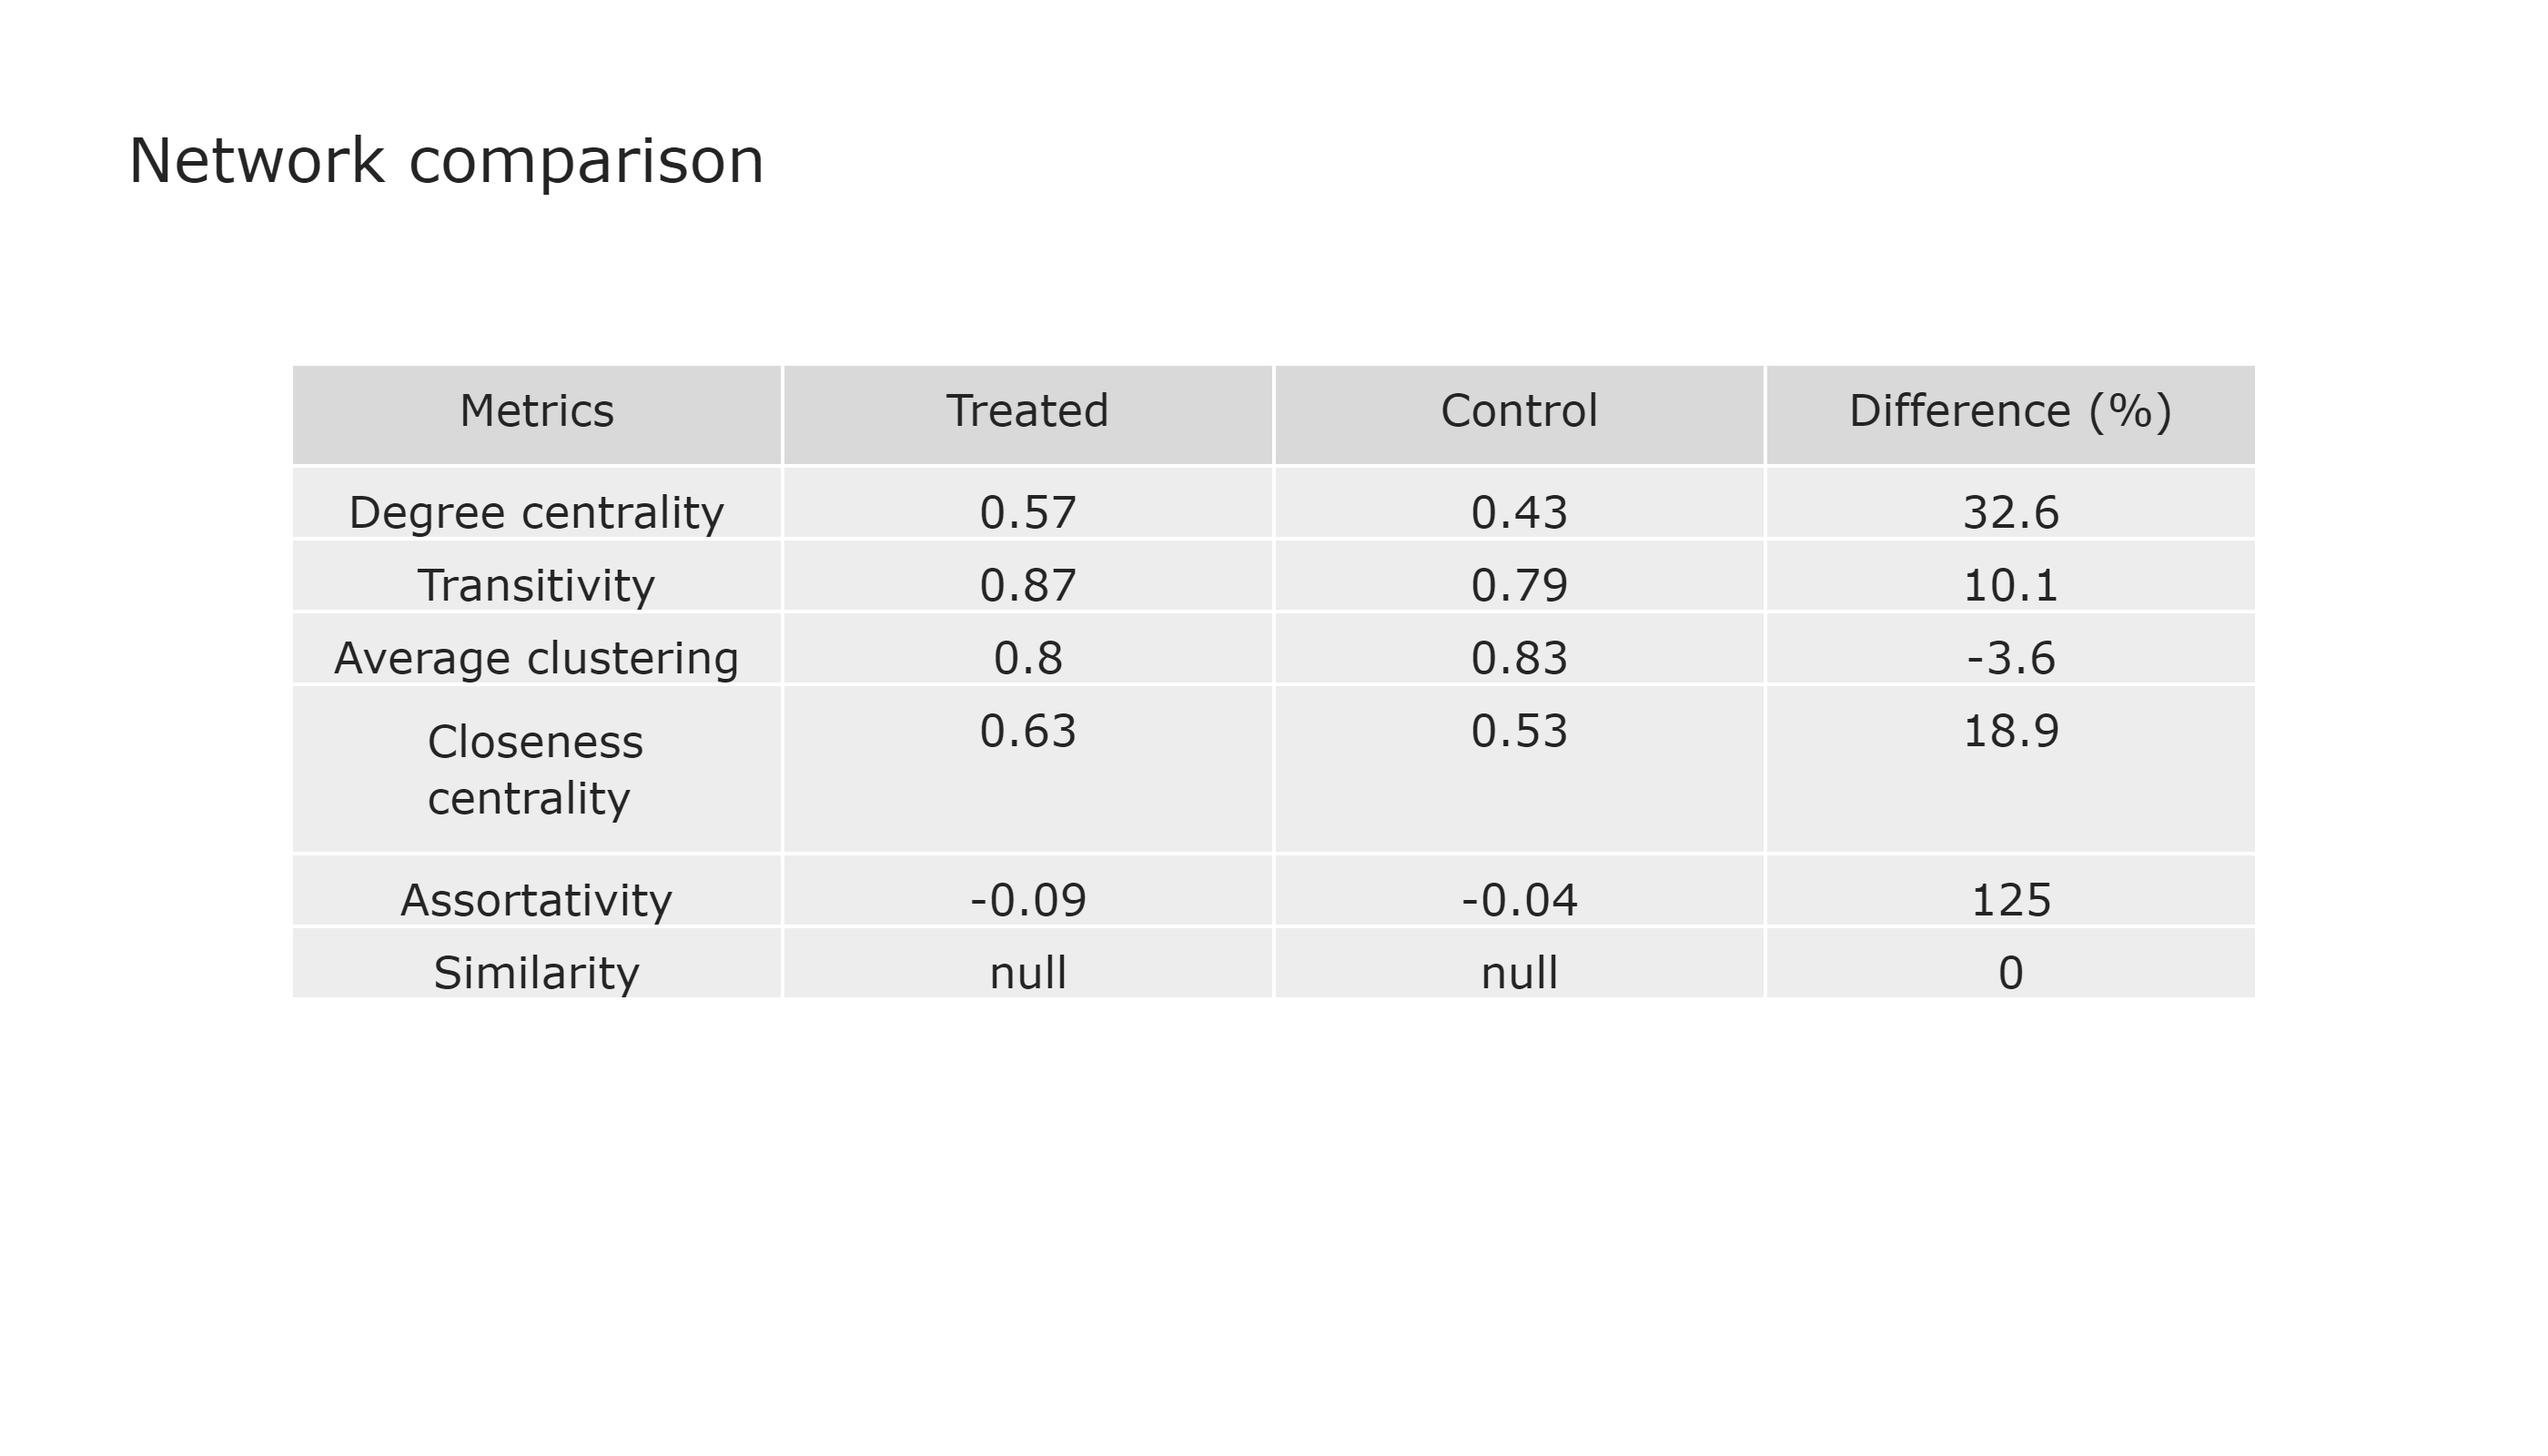 Network comparison
Metrics Treated Control Difference (%)
Degree centrality 0.57 0.43 32.6
Transitivity 0.87 0.79 10.1
Average clustering 0.8 0.83 -3.6
Closeness 0.63 0.53 18.9
centrality
Assortativity -0.09 -0.04 125
Similarity null null 0